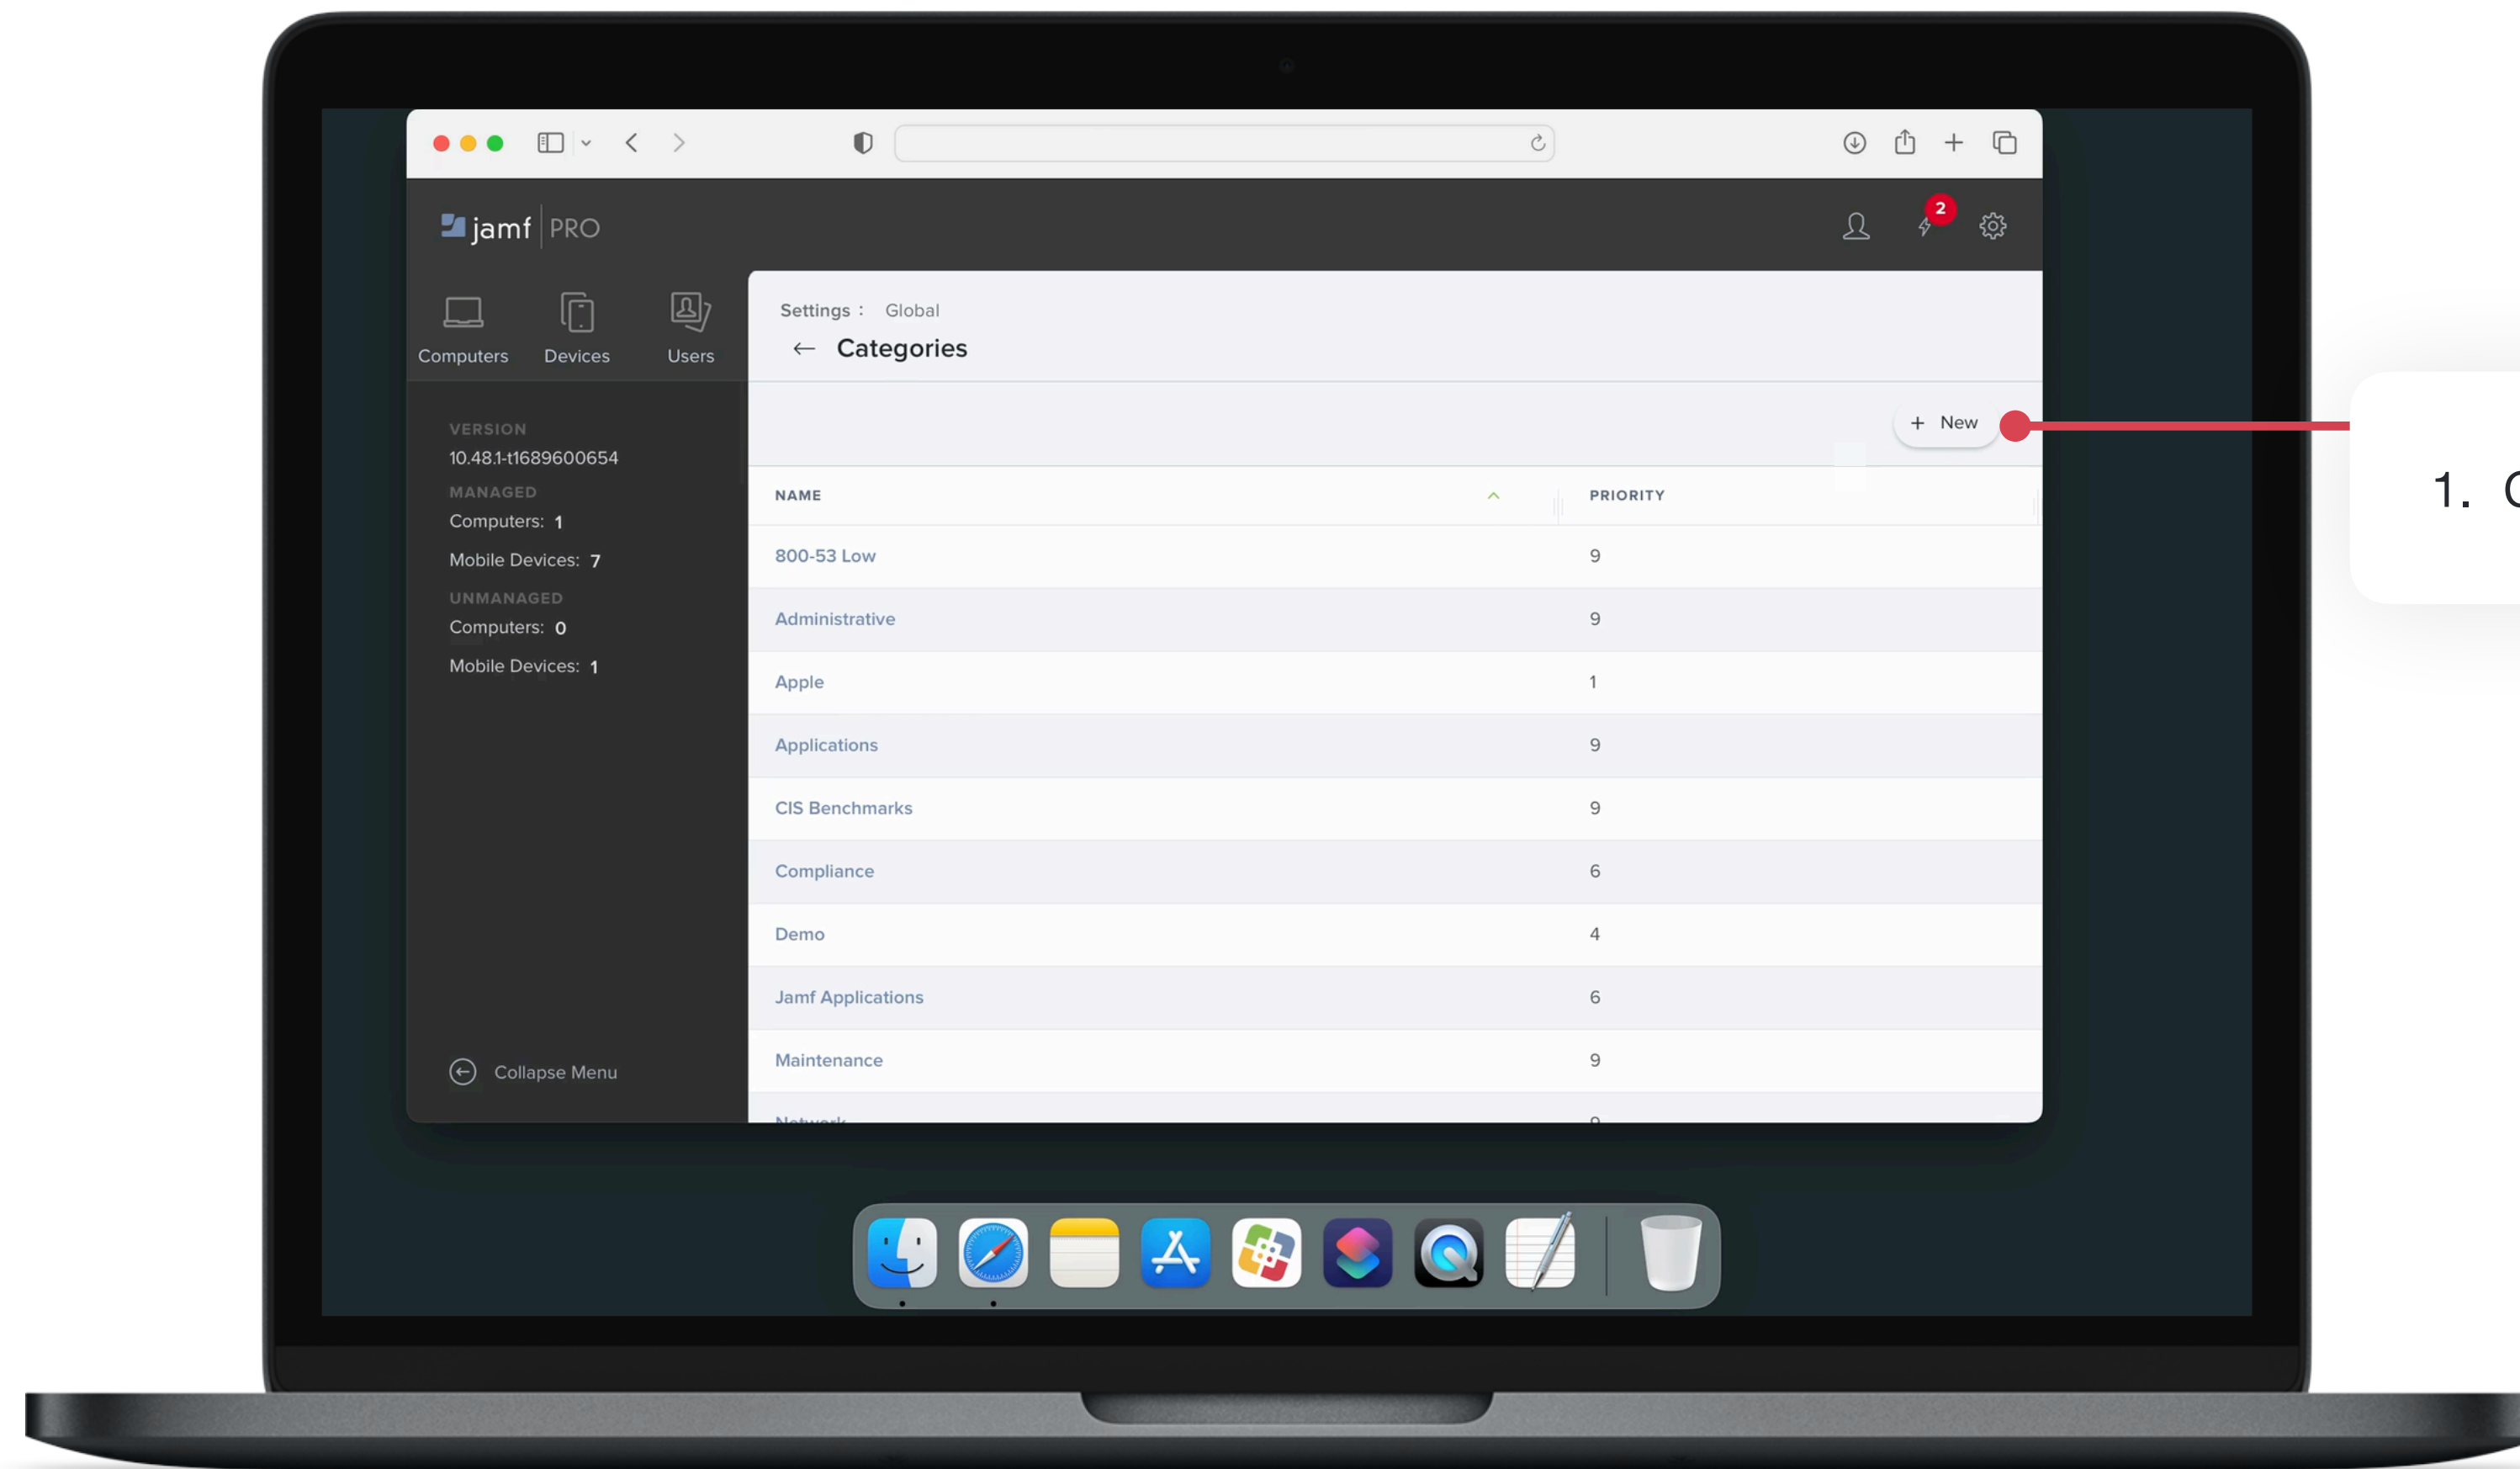 jamf PRO
2
Computers Devices Users
Settings : Global
Categories
VERSION
10.48.1-t1689600654
MANAGED
Computers: 1
Mobile Devices: 7
UNMANAGED
Computers: 0
Mobile Devices: 1
Collapse Menu
+ New
NAME PRIORITY
800-53 Low 9
Administrative 9
Apple 1
Applications 9
CIS Benchmarks 9
Compliance 6
Demo 4
Jamf Applications 6
Maintenance 9
1.